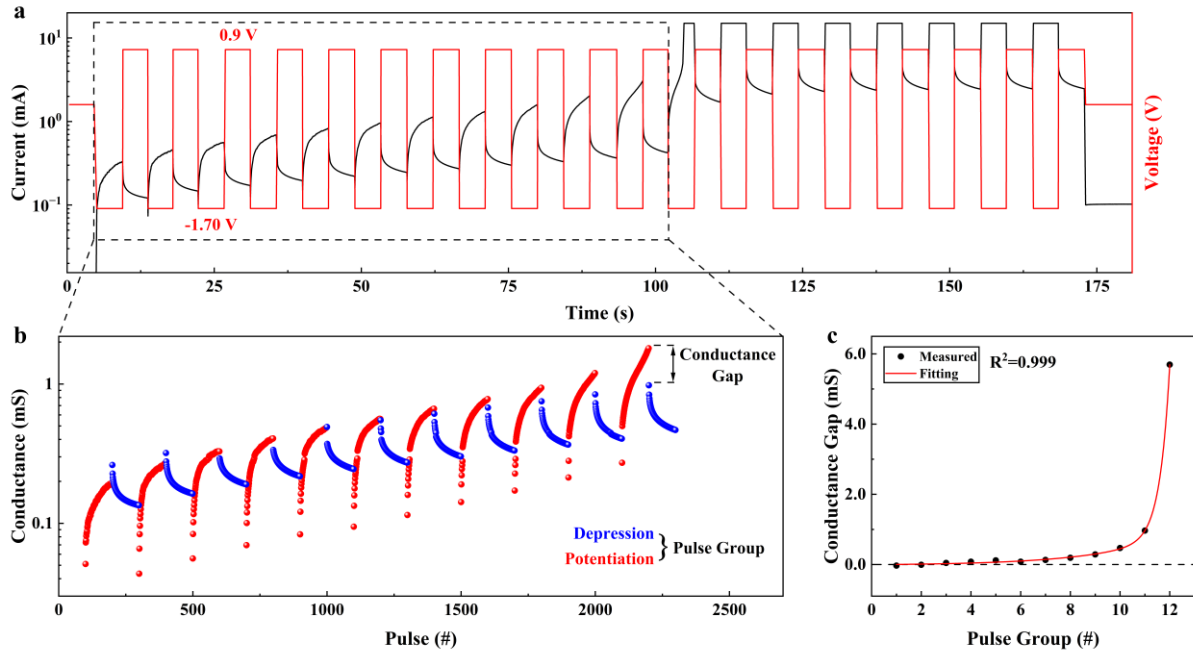 a
10¹
10⁰
10⁻¹
Current (mA)
0.9 V
-1.70 V
Voltage (V)
0 25 50 75 100 125 150 175
Time (s)
b
1
0.1
Conductance (mS)
Conductance
Gap
Depression
Potentiation
} Pulse Group
0 500 1000 1500 2000 2500
Pulse (#)
c
Measured
Fitting
R²=0.999
6.0
4.0
2.0
0.0
Conductance Gap (mS)
0 2 4 6 8 10 12
Pulse Group (#)